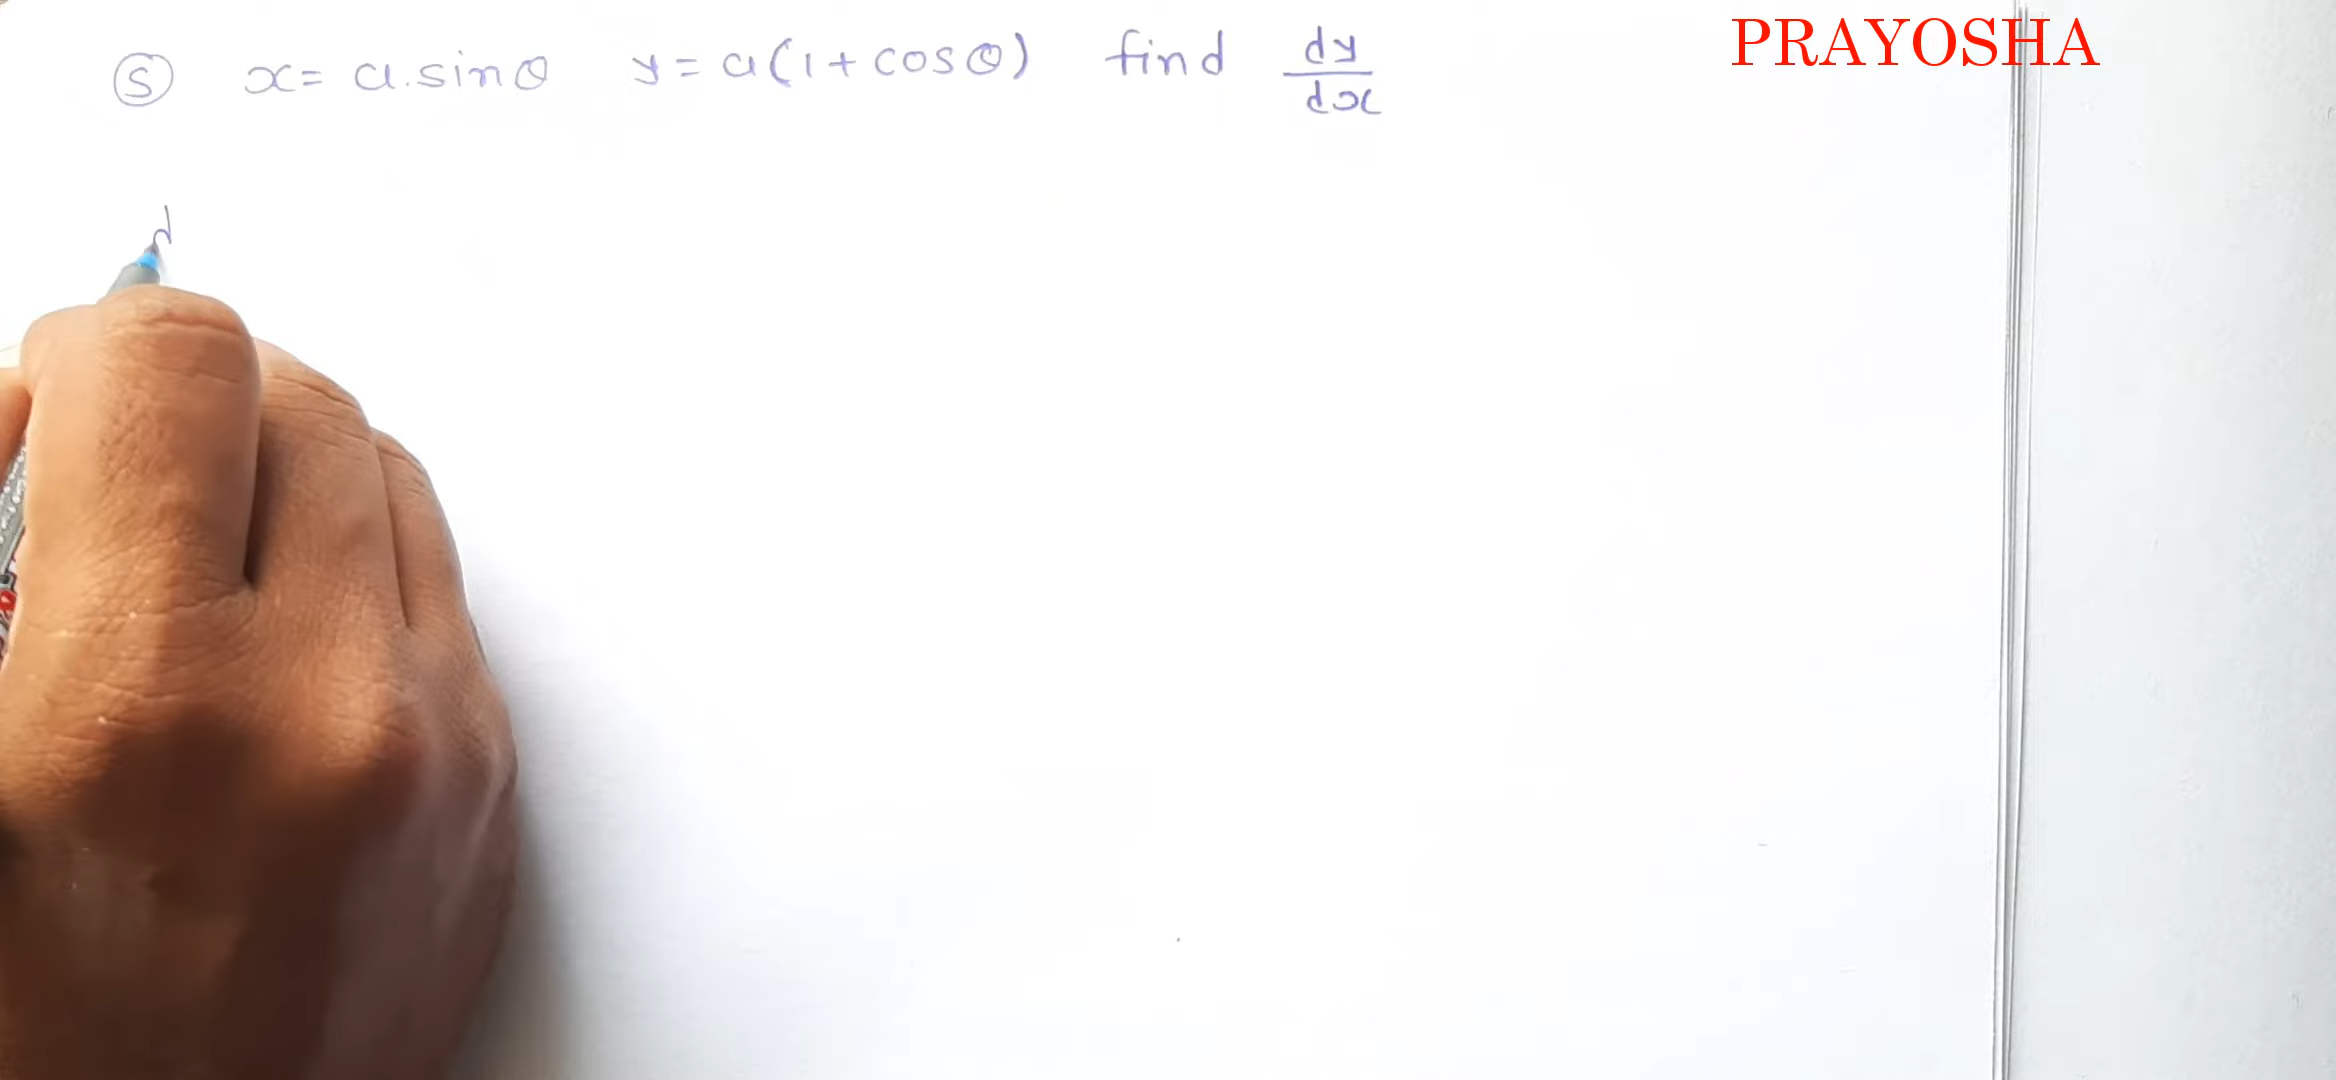 ⑤ x = a.sinθ y = a(1 + cosθ) find dy/dx PRAYOSHA
d